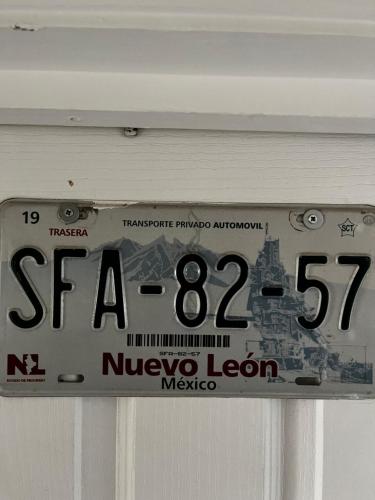 19
TRASERA
TRANSPORTE PRIVADO AUTOMOVIL
SCT
SFA-82-57
SFA-82-57
NL
Nuevo León
México